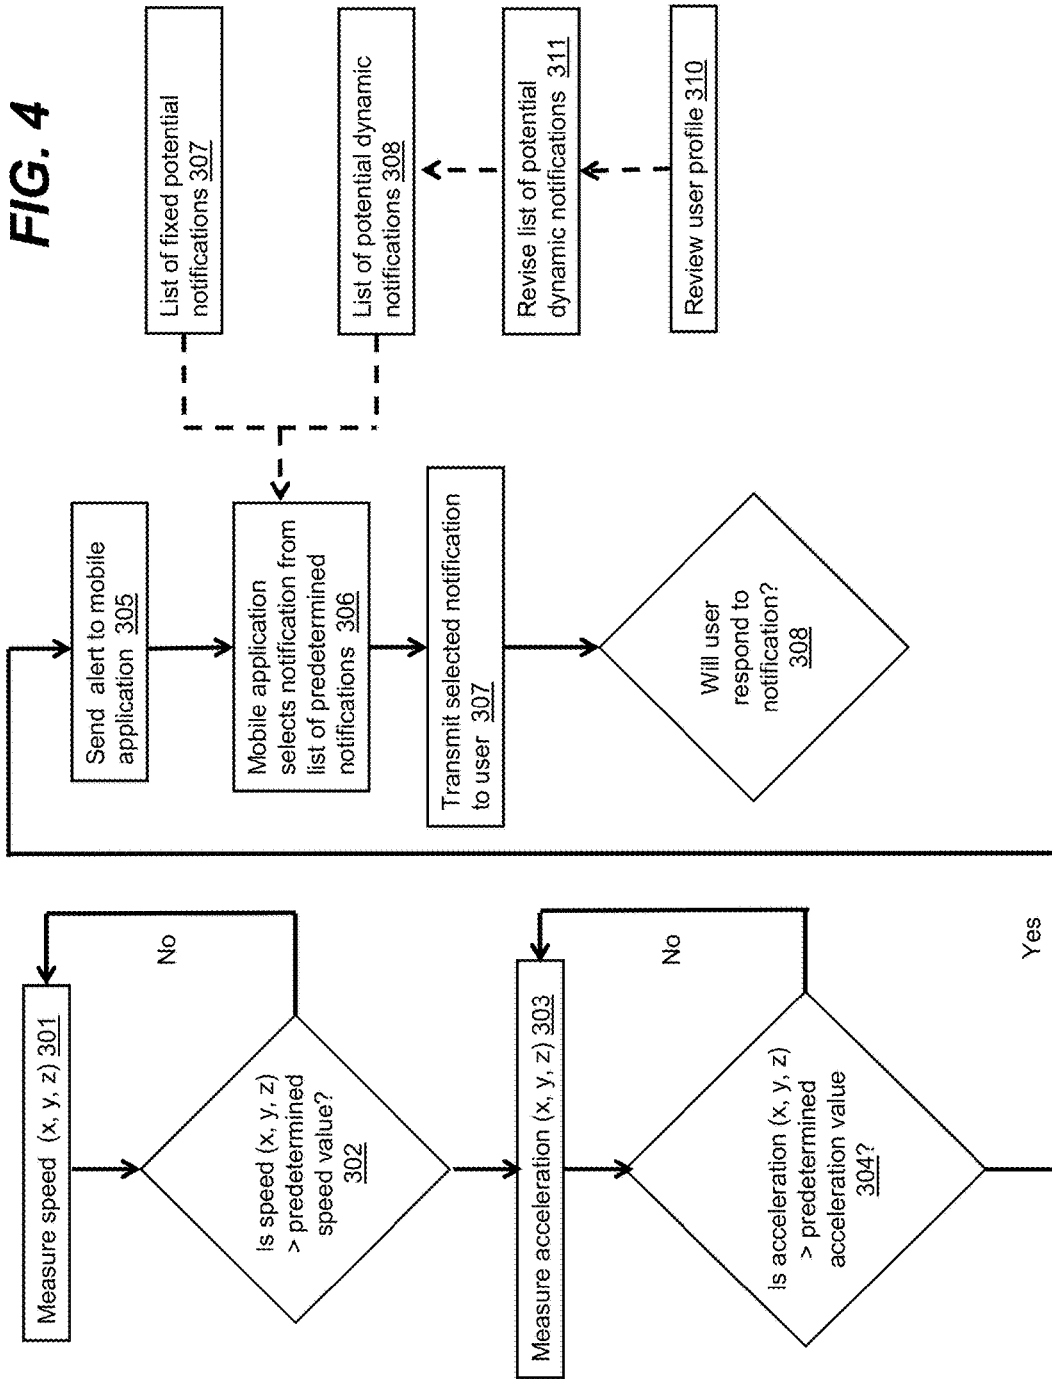 FIG. 4
Measure speed (x, y, z) 301
No
Is speed (x, y, z)
> predetermined
speed value?
302
Measure acceleration (x, y, z) 303
No
Is acceleration (x, y, z)
> predetermined
acceleration value
304?
Yes
Send alert to mobile
application 305
Mobile application
selects notification from
list of predetermined
notifications 306
Transmit selected notification
to user 307
Will user
respond to
notification?
308
List of fixed potential
notifications 307
List of potential dynamic
notifications 308
Revise list of potential
dynamic notifications 311
Review user profile 310